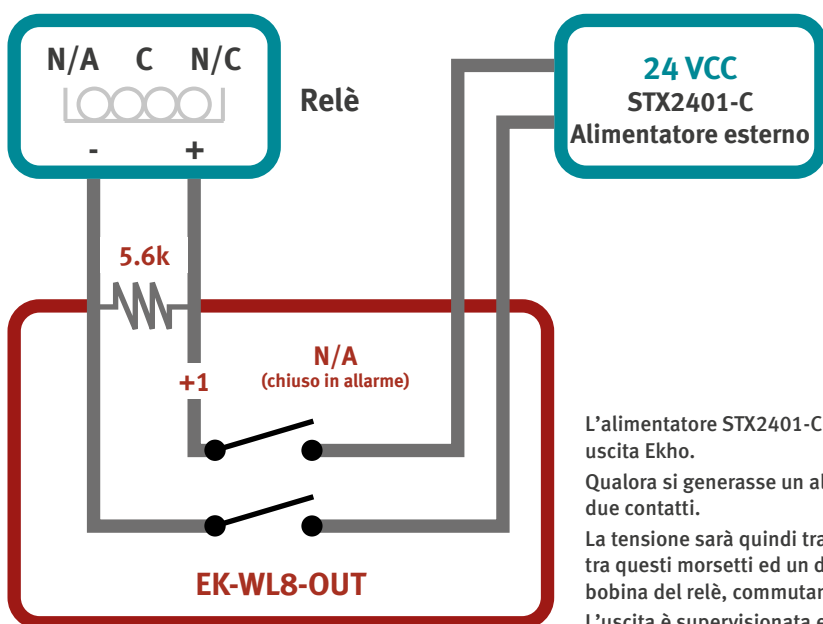 N/A C N/C
- +
Relè
24 VCC
STX2401-C
Alimentatore esterno
5.6k
+1
N/A
(chiuso in allarme)
EK-WL8-OUT
L’alimentatore STX2401-C
uscita Ekho.
Qualora si generasse un al
due contatti.
La tensione sarà quindi tra
tra questi morsetti ed un d
bobina del relè, commutan
L’uscita è supervisionata e